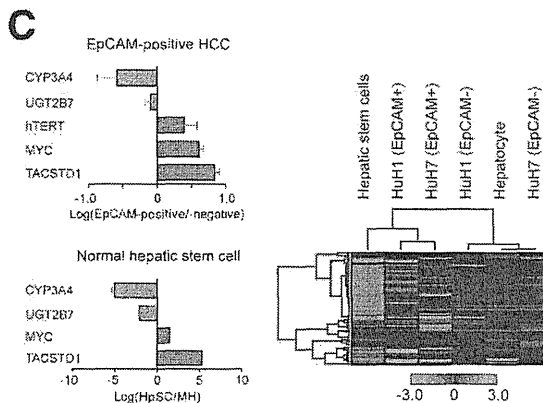 C
EpCAM-positive HCC
CYP3A4
UGT2B7
hTERT
MYC
TACSTD1
-1.0 0 1.0
Log(EpCAM-positive/-negative)
Normal hepatic stem cell
CYP3A4
UGT2B7
MYC
TACSTD1
-10 -5 0 5 10
Log(HpSC/MH)
Hepatic stem cells
HuH1 (EpCAM+)
HuH7 (EpCAM+)
HuH1 (EpCAM-)
Hepatocyte
HuH7 (EpCAM-)
-3.0 0 3.0